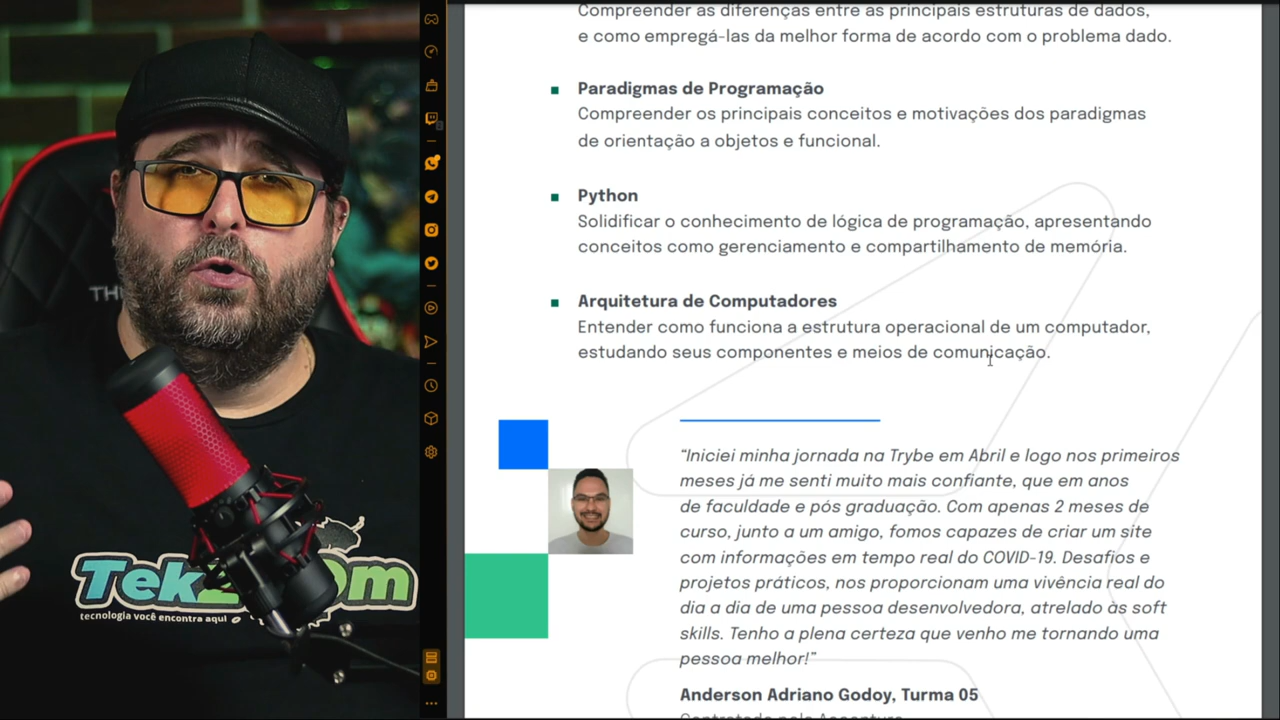 Compreender as diferenças entre as principais estruturas de dados,
e como empregá-las da melhor forma de acordo com o problema dado.
Paradigmas de Programação
Compreender os principais conceitos e motivações dos paradigmas
de orientação a objetos e funcional.
Python
Solidificar o conhecimento de lógica de programação, apresentando
conceitos como gerenciamento e compartilhamento de memória.
Arquitetura de Computadores
Entender como funciona a estrutura operacional de um computador,
estudando seus componentes e meios de comunicação.
“Iniciei minha jornada na Trybe em Abril e logo nos primeiros
meses já me senti muito mais confiante, que em anos
de faculdade e pós graduação. Com apenas 2 meses de
curso, junto a um amigo, fomos capazes de criar um site
com informações em tempo real do COVID-19. Desafios e
projetos práticos, nos proporcionam uma vivência real do
dia a dia de uma pessoa desenvolvedora, atrelado às soft
skills. Tenho a plena certeza que venho me tornando uma
pessoa melhor!”
Anderson Adriano Godoy, Turma 05
Contratado pela Accenture
tecnologia você encontra aqui